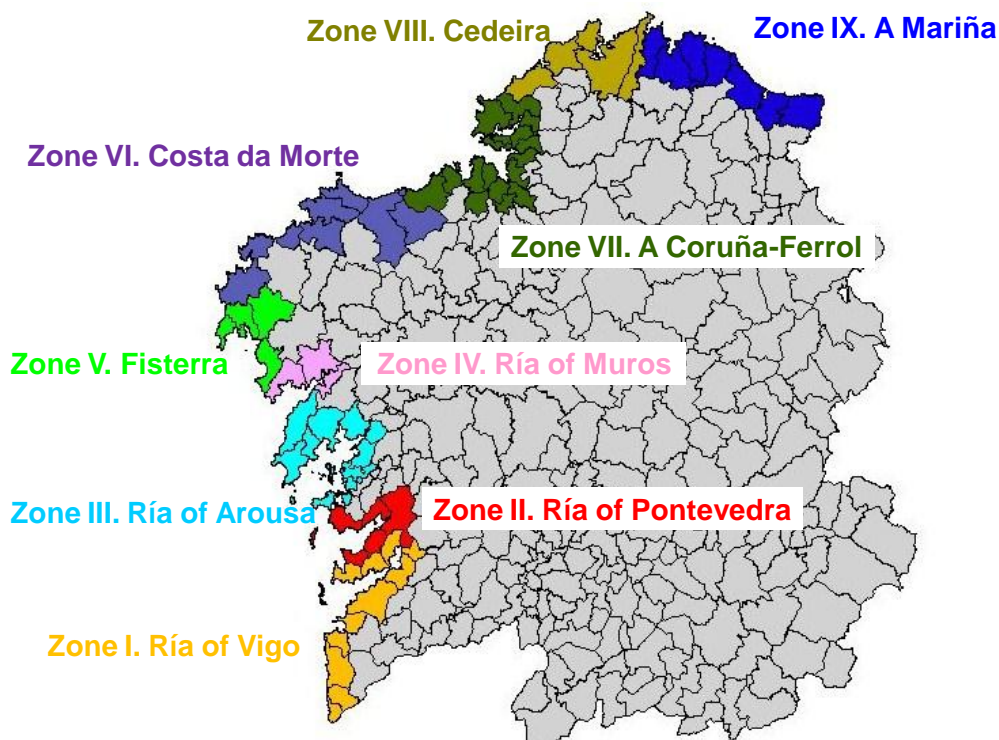 Zone VIII. Cedeira
Zone IX. A Mariña
Zone VI. Costa da Morte
Zone VII. A Coruña-Ferrol
Zone V. Fisterra
Zone IV. Ría of Muros
Zone III. Ría of Arousa
Zone II. Ría of Pontevedra
Zone I. Ría of Vigo